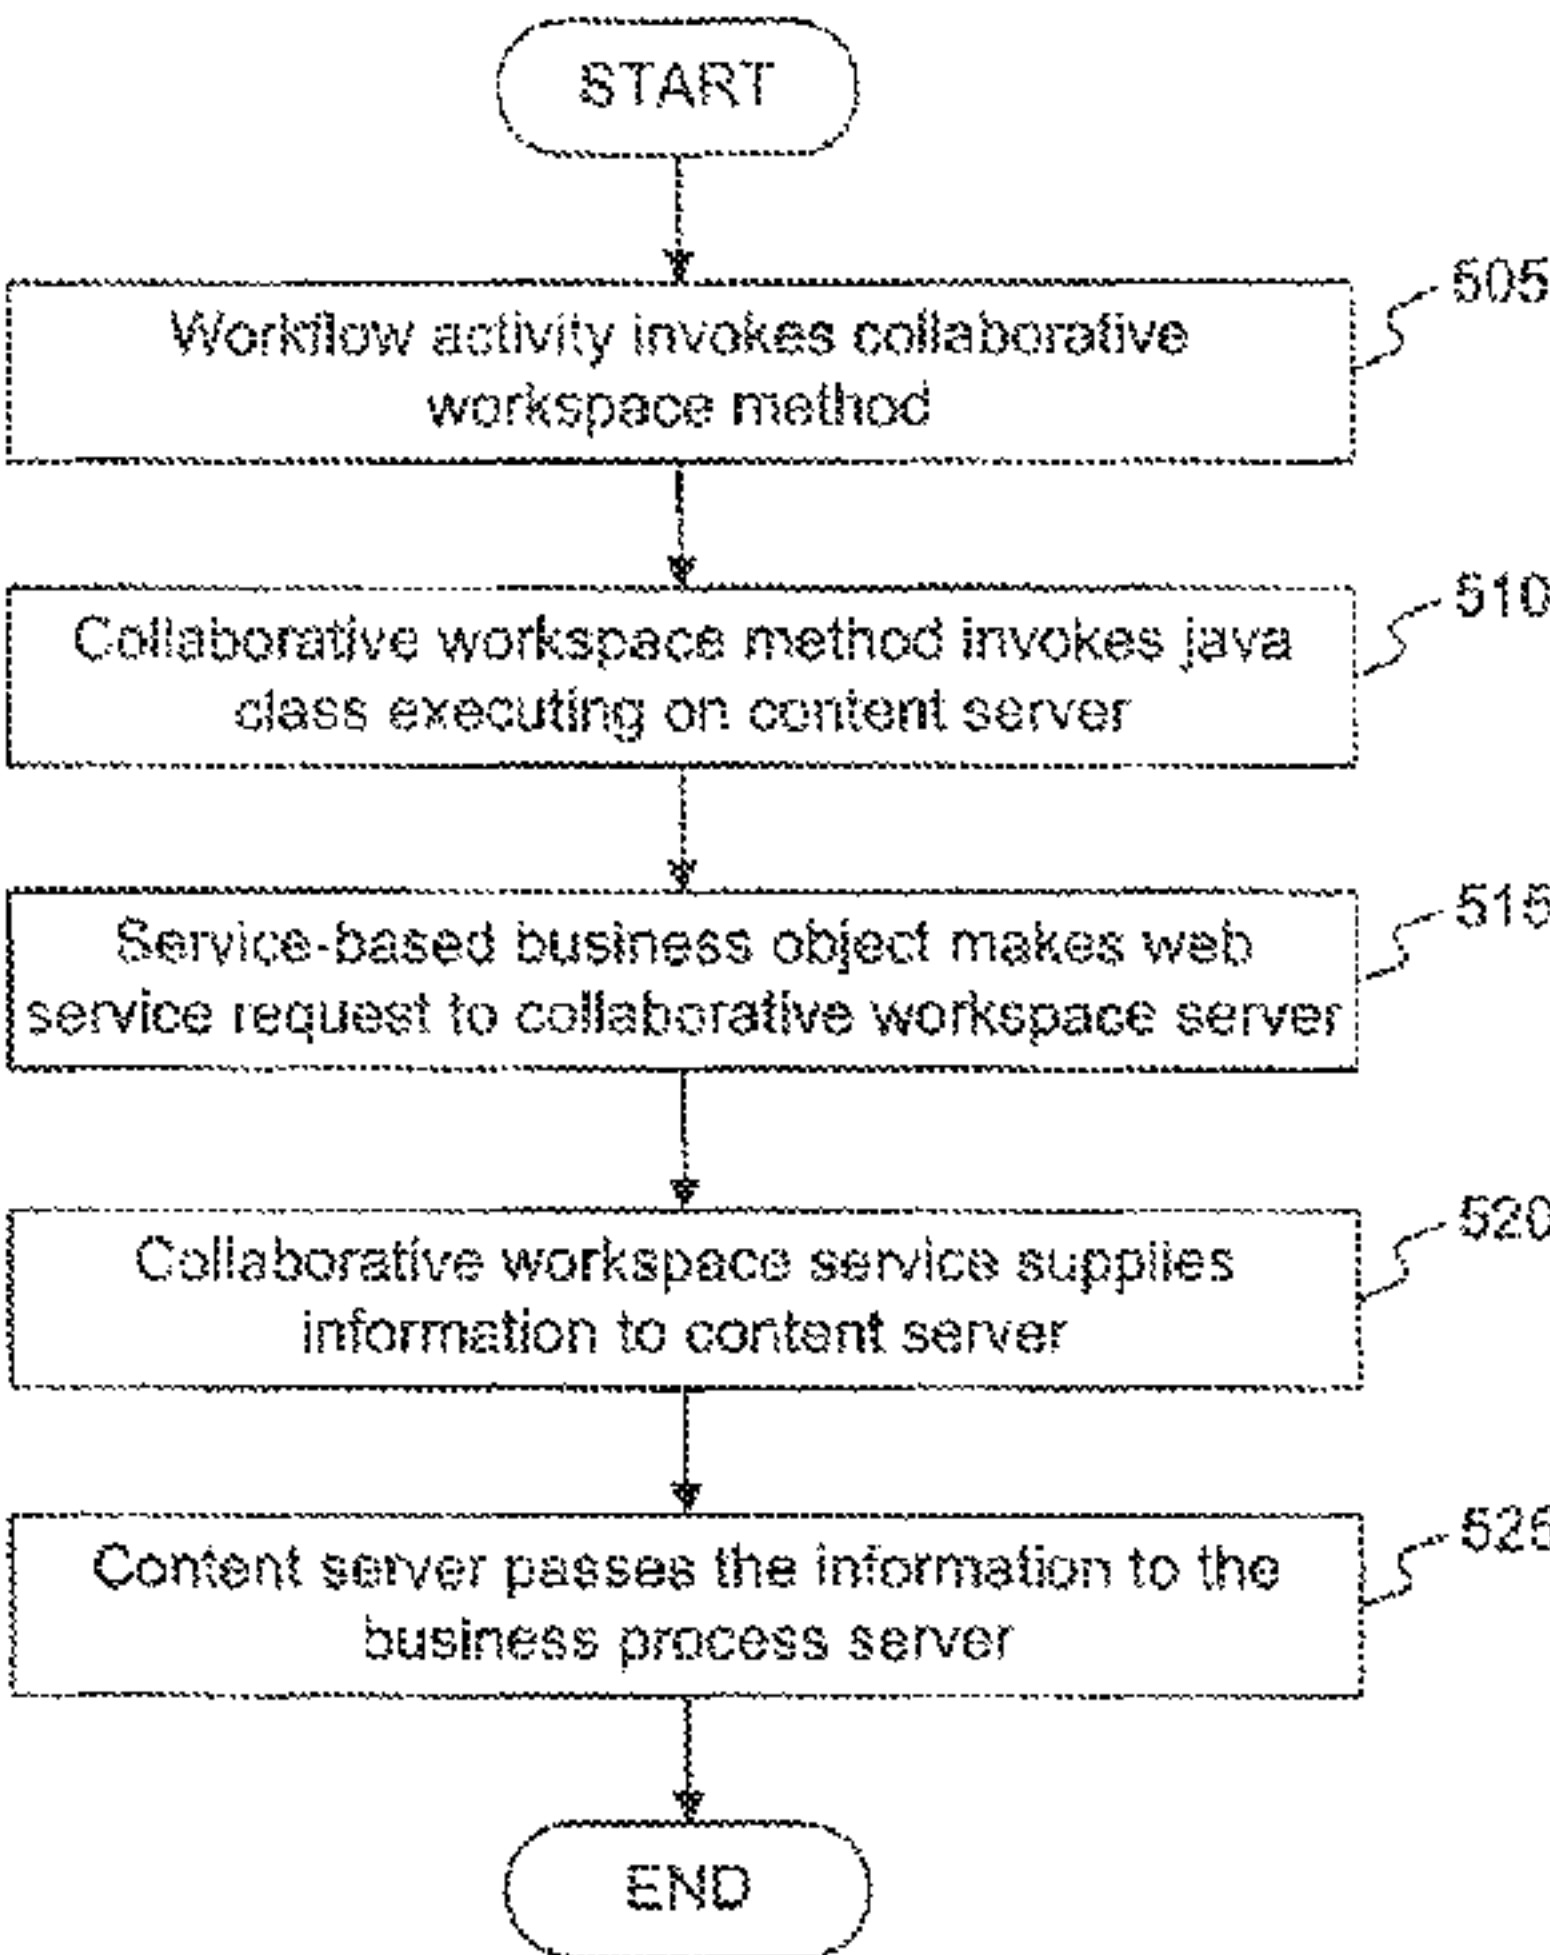 START
Workflow activity invokes collaborative
workspace method
505
Collaborative workspace method invokes java
class executing on content server
510
Service-based business object makes web
service request to collaborative workspace server
515
Collaborative workspace service supplies
information to content server
520
Content server passes the information to the
business process server
525
END